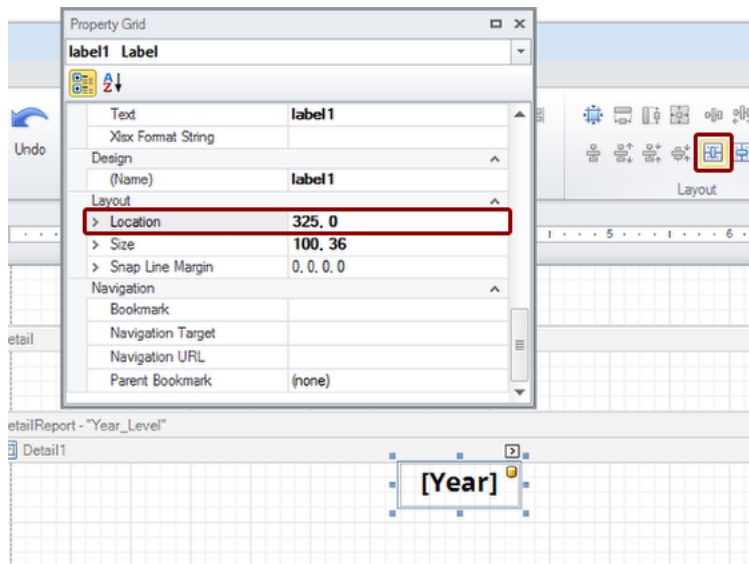 Property Grid
label1 Label
Text label1
Xlsx Format String
Design
(Name) label1
Layout
Location 325, 0
Size 100, 36
Snap Line Margin 0, 0, 0, 0
Navigation
Bookmark
Navigation Target
Navigation URL
Parent Bookmark (none)
Undo
Layout
5 6
etail
etailReport - "Year_Level"
Detail1
[Year]